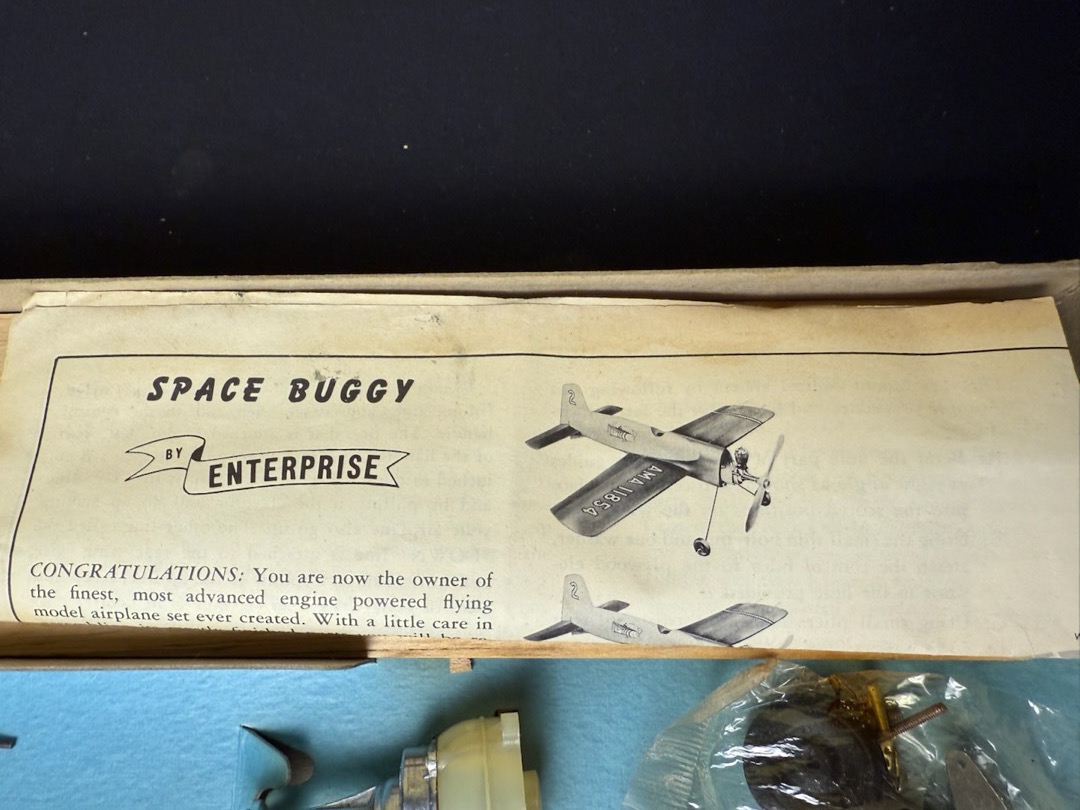 SPACE BUGGY
BY
ENTERPRISE
2
AMA 11854
CONGRATULATIONS: You are now the owner of
the finest, most advanced engine powered flying
model airplane set ever created. With a little care in
2